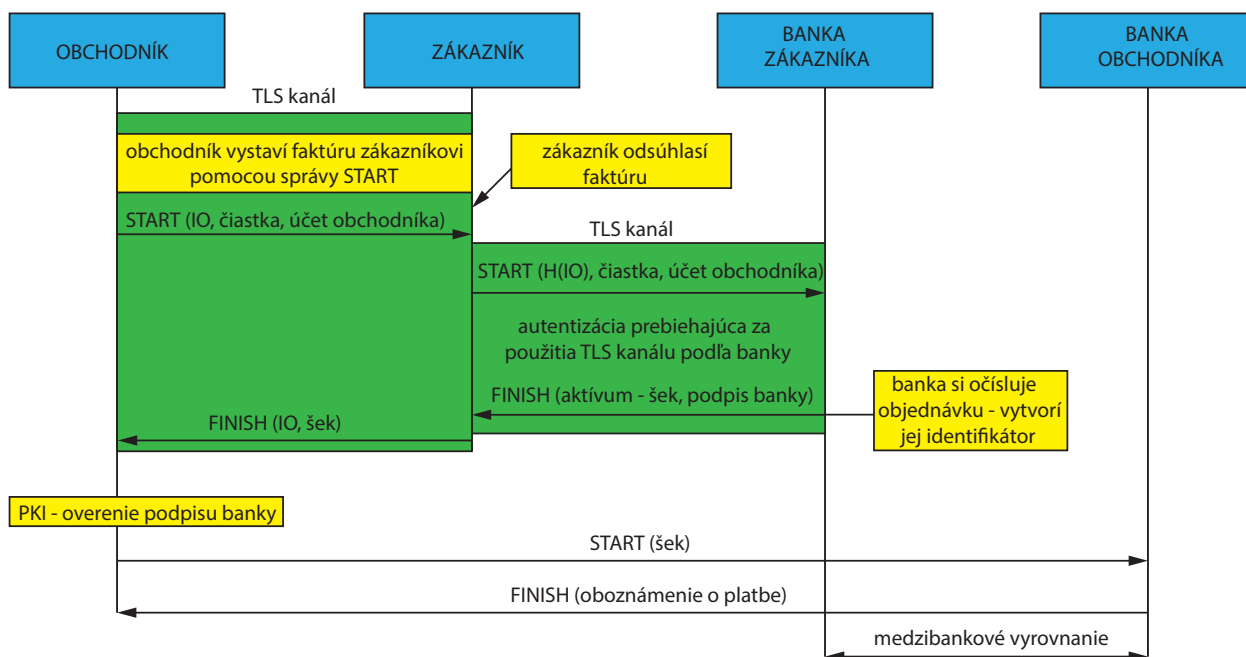 OBCHODNÍK
ZÁKAZNÍK
BANKA
ZÁKAZNÍKA
BANKA
OBCHODNÍKA
TLS kanál
obchodník vystaví faktúru zákazníkovi
pomocou správy START
zákazník odsúhlasí
faktúru
START (IO, čiastka, účet obchodníka)
TLS kanál
START (H(IO), čiastka, účet obchodníka)
autentizácia prebiehajúca za
použitia TLS kanálu podľa banky
FINISH (aktívum - šek, podpis banky)
banka si očísluje
objednávku - vytvorí
jej identifikátor
FINISH (IO, šek)
PKI - overenie podpisu banky
START (šek)
FINISH (oboznámenie o platbe)
medzibankové vyrovnanie